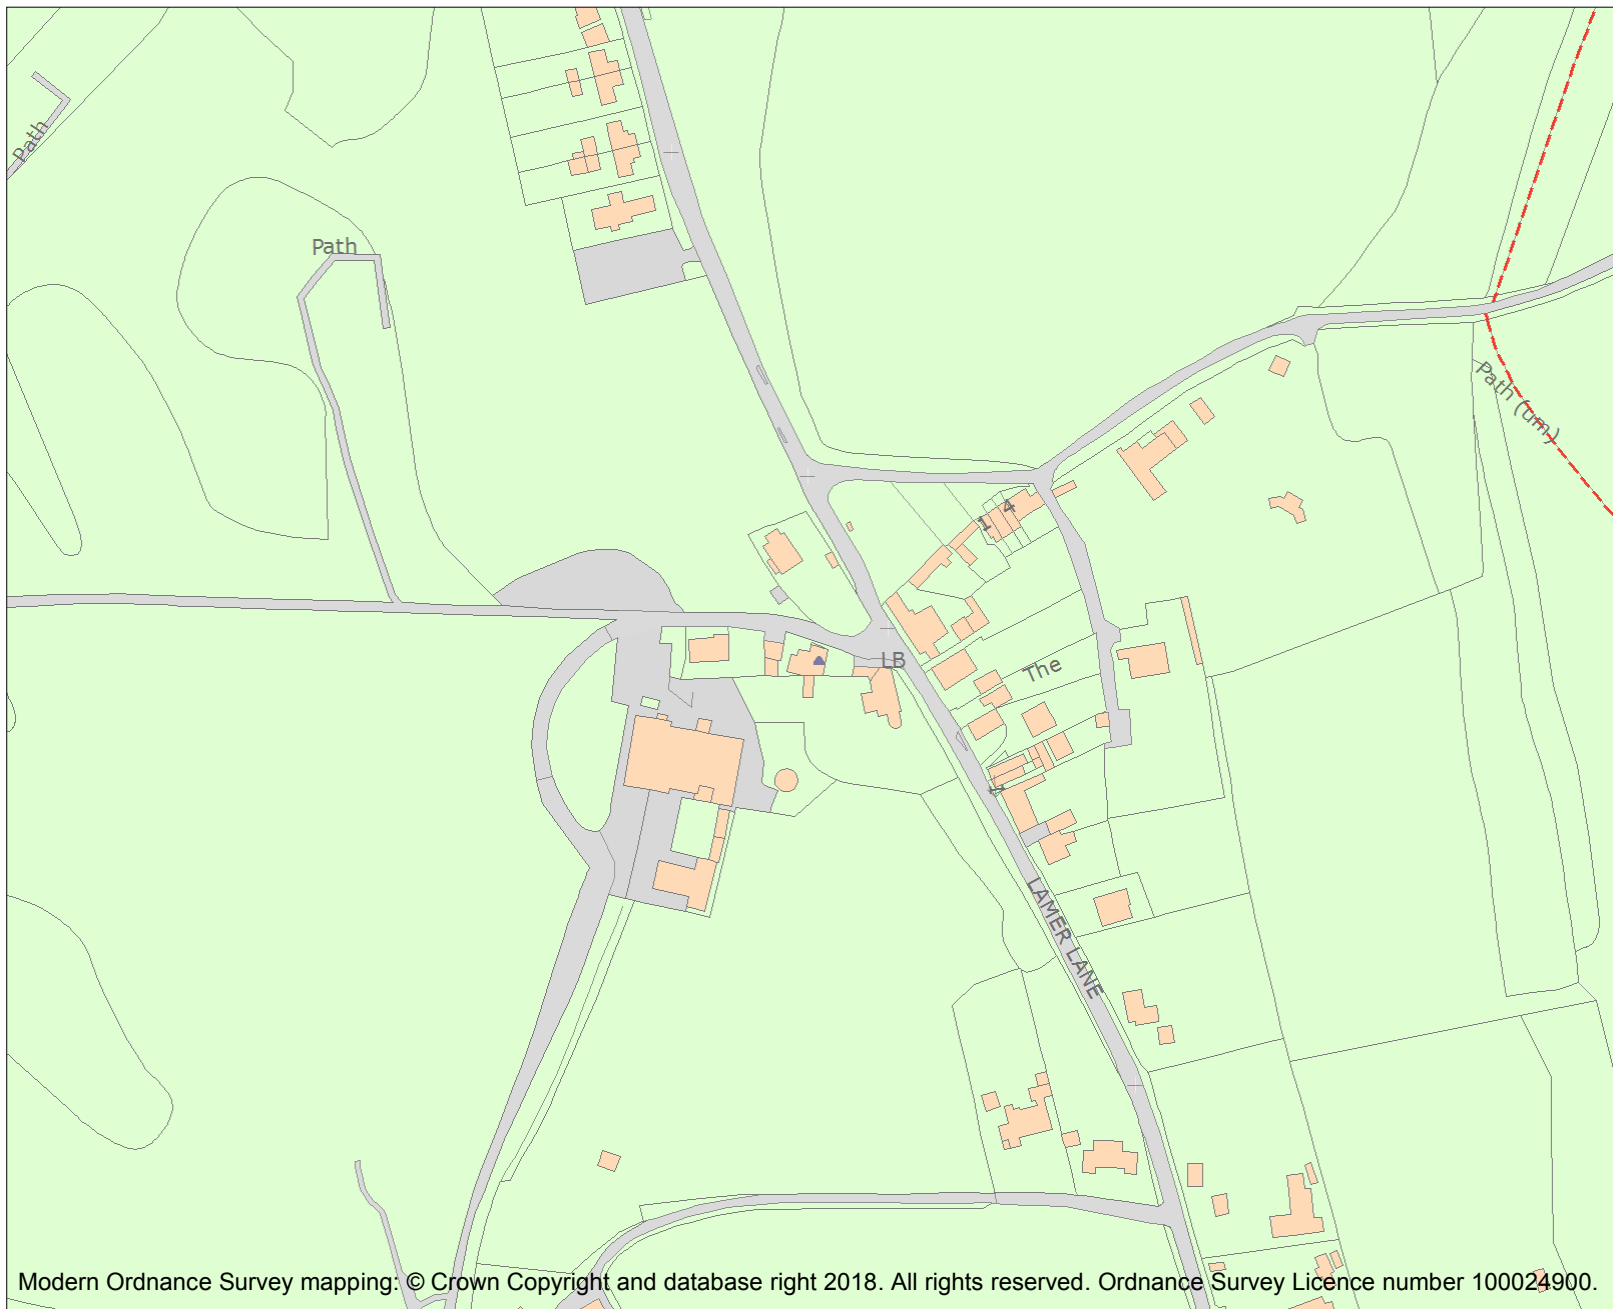 Path
Path
Path (um)
1 4
LB
The
1
LAMER LANE
Modern Ordnance Survey mapping: © Crown Copyright and database right 2018. All rights reserved. Ordnance Survey Licence number 100024900.